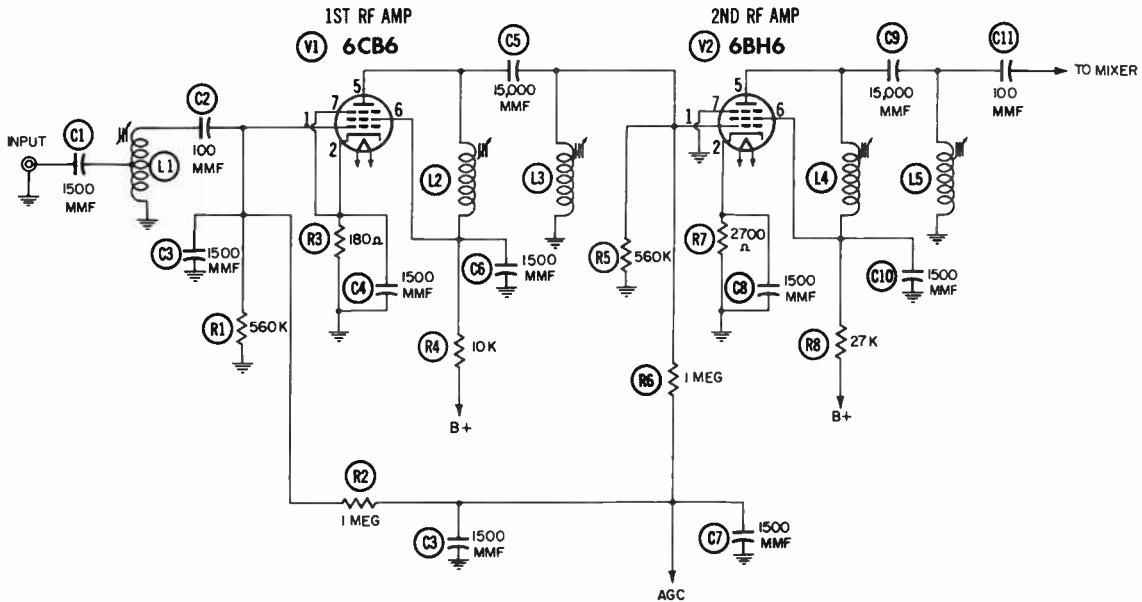 1ST RF AMP
V1 6CB6
2ND RF AMP
V2 6BH6
C5
15,000
MMF
C9
15,000
MMF
C11
100
MMF
TO MIXER
INPUT
C1
1500
MMF
L1
C2
100
MMF
5
7
6
1
2
5
7
6
1
2
L2
L3
L4
L5
C3
1500
MMF
R3
180Ω
C4
1500
MMF
C6
1500
MMF
R5
560K
R7
2700
Ω
C8
1500
MMF
C10
1500
MMF
R1
560K
R4
10K
B+
R6
1 MEG
R8
27K
B+
R2
1 MEG
C3
1500
MMF
C7
1500
MMF
AGC